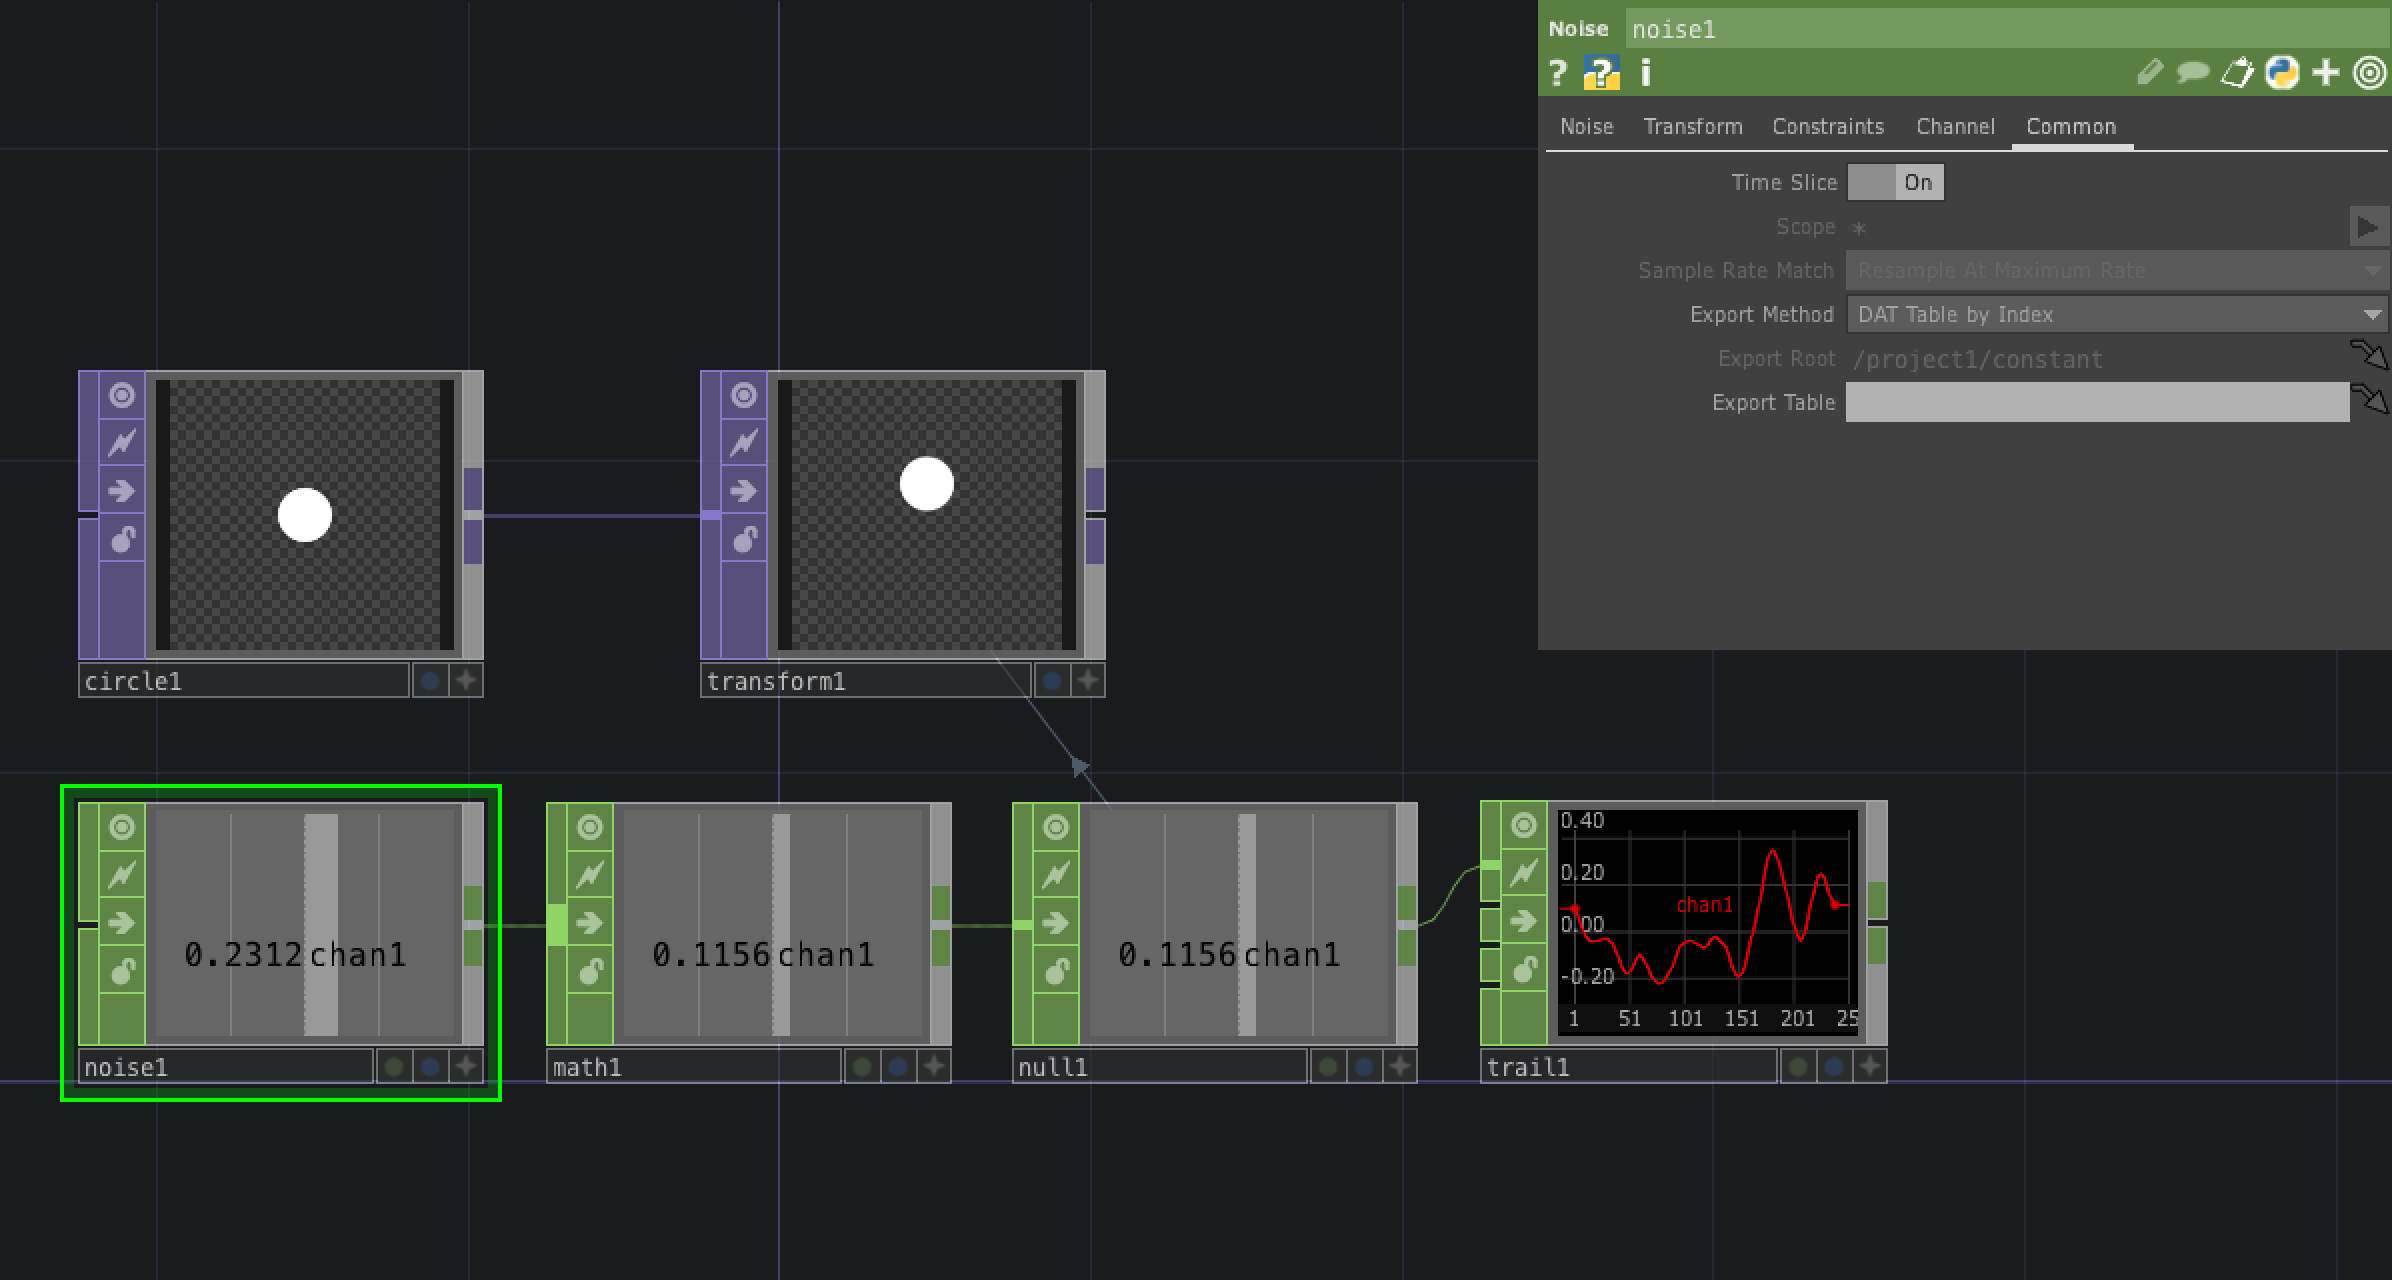 Noise noise1
? ? i
Noise Transform Constraints Channel Common
Time Slice On
Scope *
Sample Rate Match Resample At Maximum Rate
Export Method DAT Table by Index
Export Root /project1/constant
Export Table
circle1
transform1
0.2312 chan1
noise1
0.1156 chan1
math1
0.1156 chan1
null1
0.40
0.20
chan1
0.00
-0.20
1 51 101 151 201 25
trail1